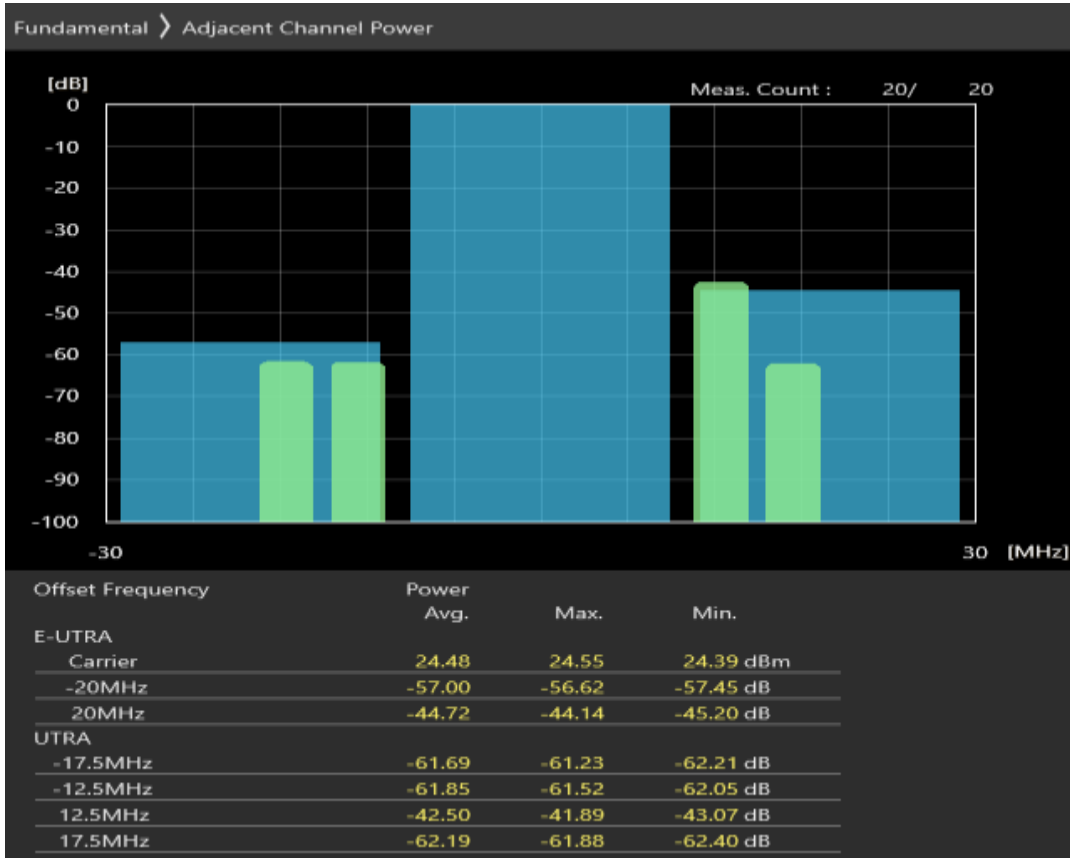 Fundamental 〉 Adjacent Channel Power
[dB]
Meas. Count : 20/ 20
0
-10
-20
-30
-40
-50
-60
-70
-80
-90
-100
-30 30 [MHz]
Offset Frequency Power
Avg. Max. Min.
E-UTRA
Carrier 24.48 24.55 24.39 dBm
-20MHz -57.00 -56.62 -57.45 dB
20MHz -44.72 -44.14 -45.20 dB
UTRA
-17.5MHz -61.69 -61.23 -62.21 dB
-12.5MHz -61.85 -61.52 -62.05 dB
12.5MHz -42.50 -41.89 -43.07 dB
17.5MHz -62.19 -61.88 -62.40 dB